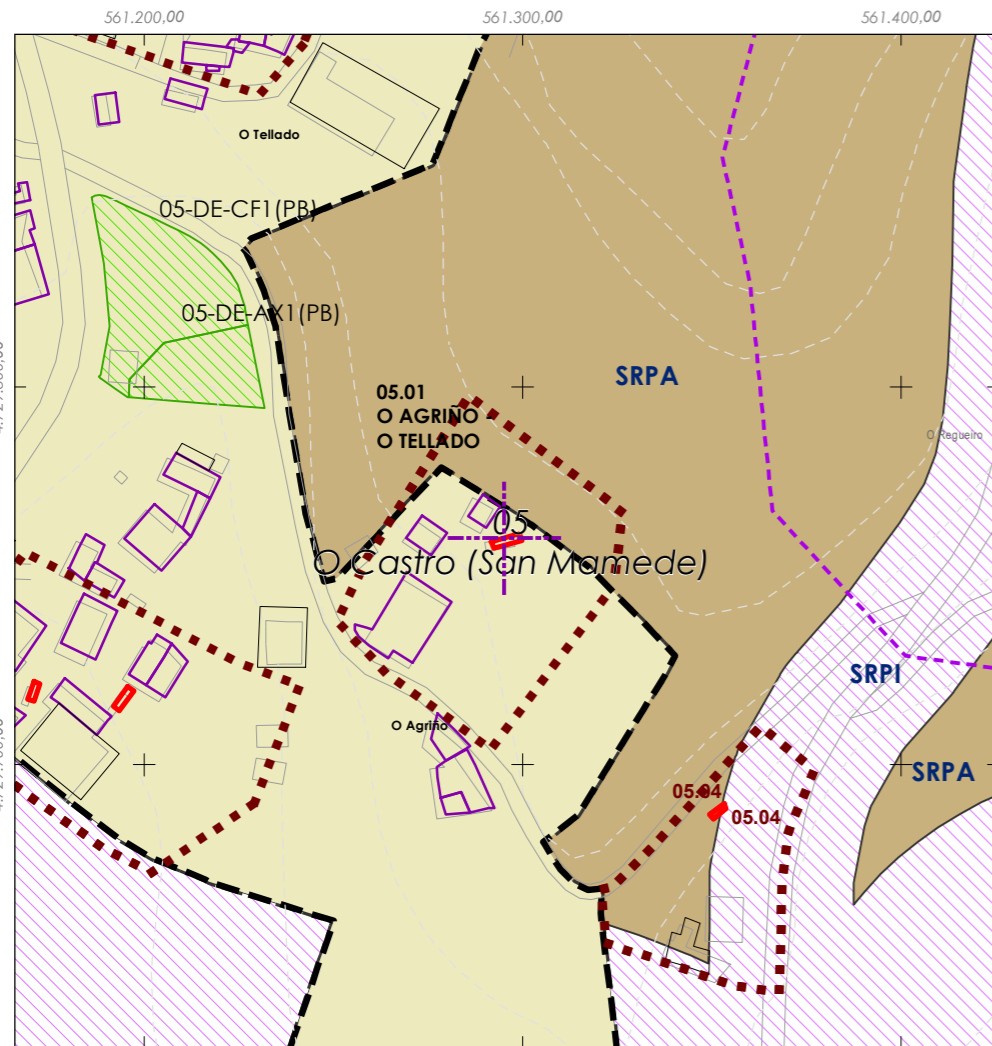 561.200,00
561.300,00
561.400,00
O Tellado
05-DE-CF1(PB)
05-DE-AX1(PB)
SRPA
05.01
O AGRIÑO -
O TELLADO
O Regueiro
05
O Castro (San Mamede)
SRPI
O Agriño
SRPA
05.04
05.04